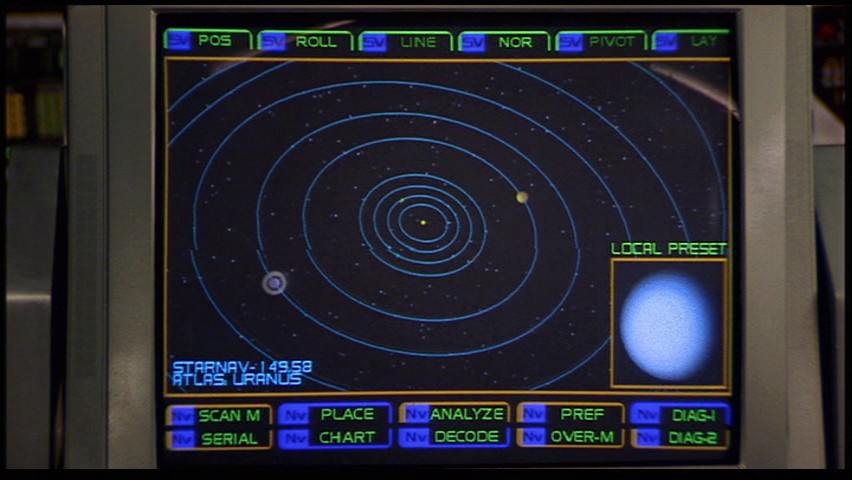 SV POS SV ROLL SV LINE SV NOR SV PIVOT SV LAY
LOCAL PRESET
STARNAV-149.58
ATLAS: URANUS
Nv SCAN M Nv PLACE Nv ANALYZE Nv PREF Nv DIAG-1
Nv SERIAL Nv CHART Nv DECODE Nv OVER-M Nv DIAG-2